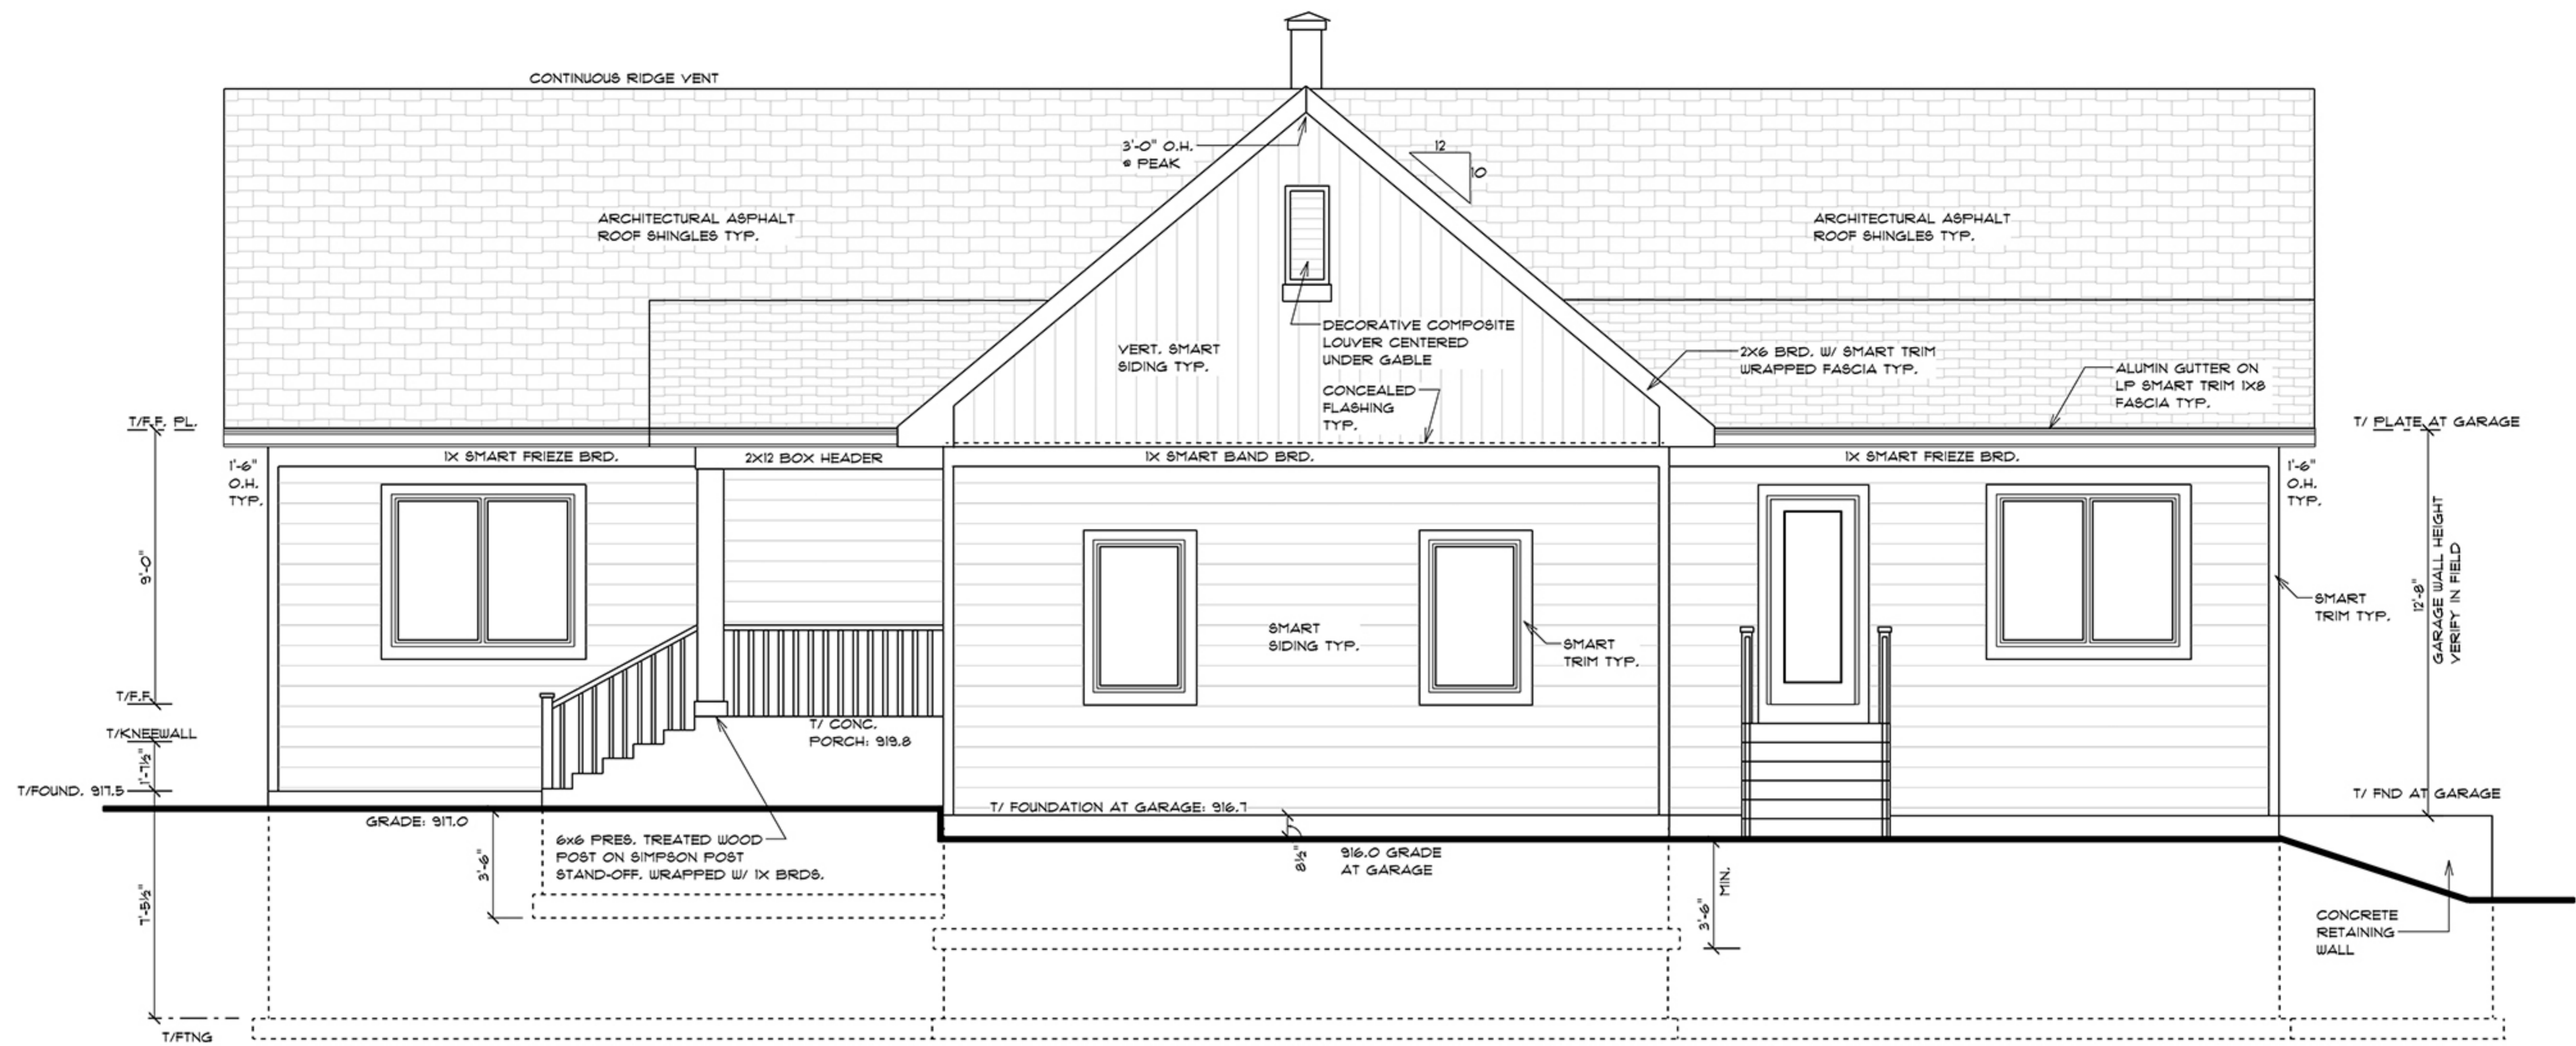 CONTINUOUS RIDGE VENT
3'-0" O.H.
@ PEAK
12
10
ARCHITECTURAL ASPHALT
ROOF SHINGLES TYP.
ARCHITECTURAL ASPHALT
ROOF SHINGLES TYP.
DECORATIVE COMPOSITE
LOUVER CENTERED
UNDER GABLE
VERT. SMART
SIDING TYP.
2X6 BRD. W/ SMART TRIM
WRAPPED FASCIA TYP.
ALUMIN GUTTER ON
LP SMART TRIM 1X8
FASCIA TYP.
CONCEALED
FLASHING
TYP.
T/F.F. PL.
T/ PLATE AT GARAGE
1X SMART FRIEZE BRD.
2X12 BOX HEADER
1X SMART BAND BRD.
1X SMART FRIEZE BRD.
1'-6"
O.H.
TYP.
1'-6"
O.H.
TYP.
9'-0"
12'-8"
GARAGE WALL HEIGHT
VERIFY IN FIELD
SMART
TRIM TYP.
SMART
SIDING TYP.
SMART
TRIM TYP.
T/F.F.
T/KNEEWALL
1'-7½"
T/ CONC.
PORCH: 919.8
T/FOUND. 917.5
T/ FND AT GARAGE
T/ FOUNDATION AT GARAGE: 916.7
GRADE: 917.0
6x6 PRES. TREATED WOOD
POST ON SIMPSON POST
STAND-OFF. WRAPPED W/ 1X BRDS.
3'-6"
8½"
916.0 GRADE
AT GARAGE
3'-6"
MIN.
7'-5½"
CONCRETE
RETAINING
WALL
T/FTNG